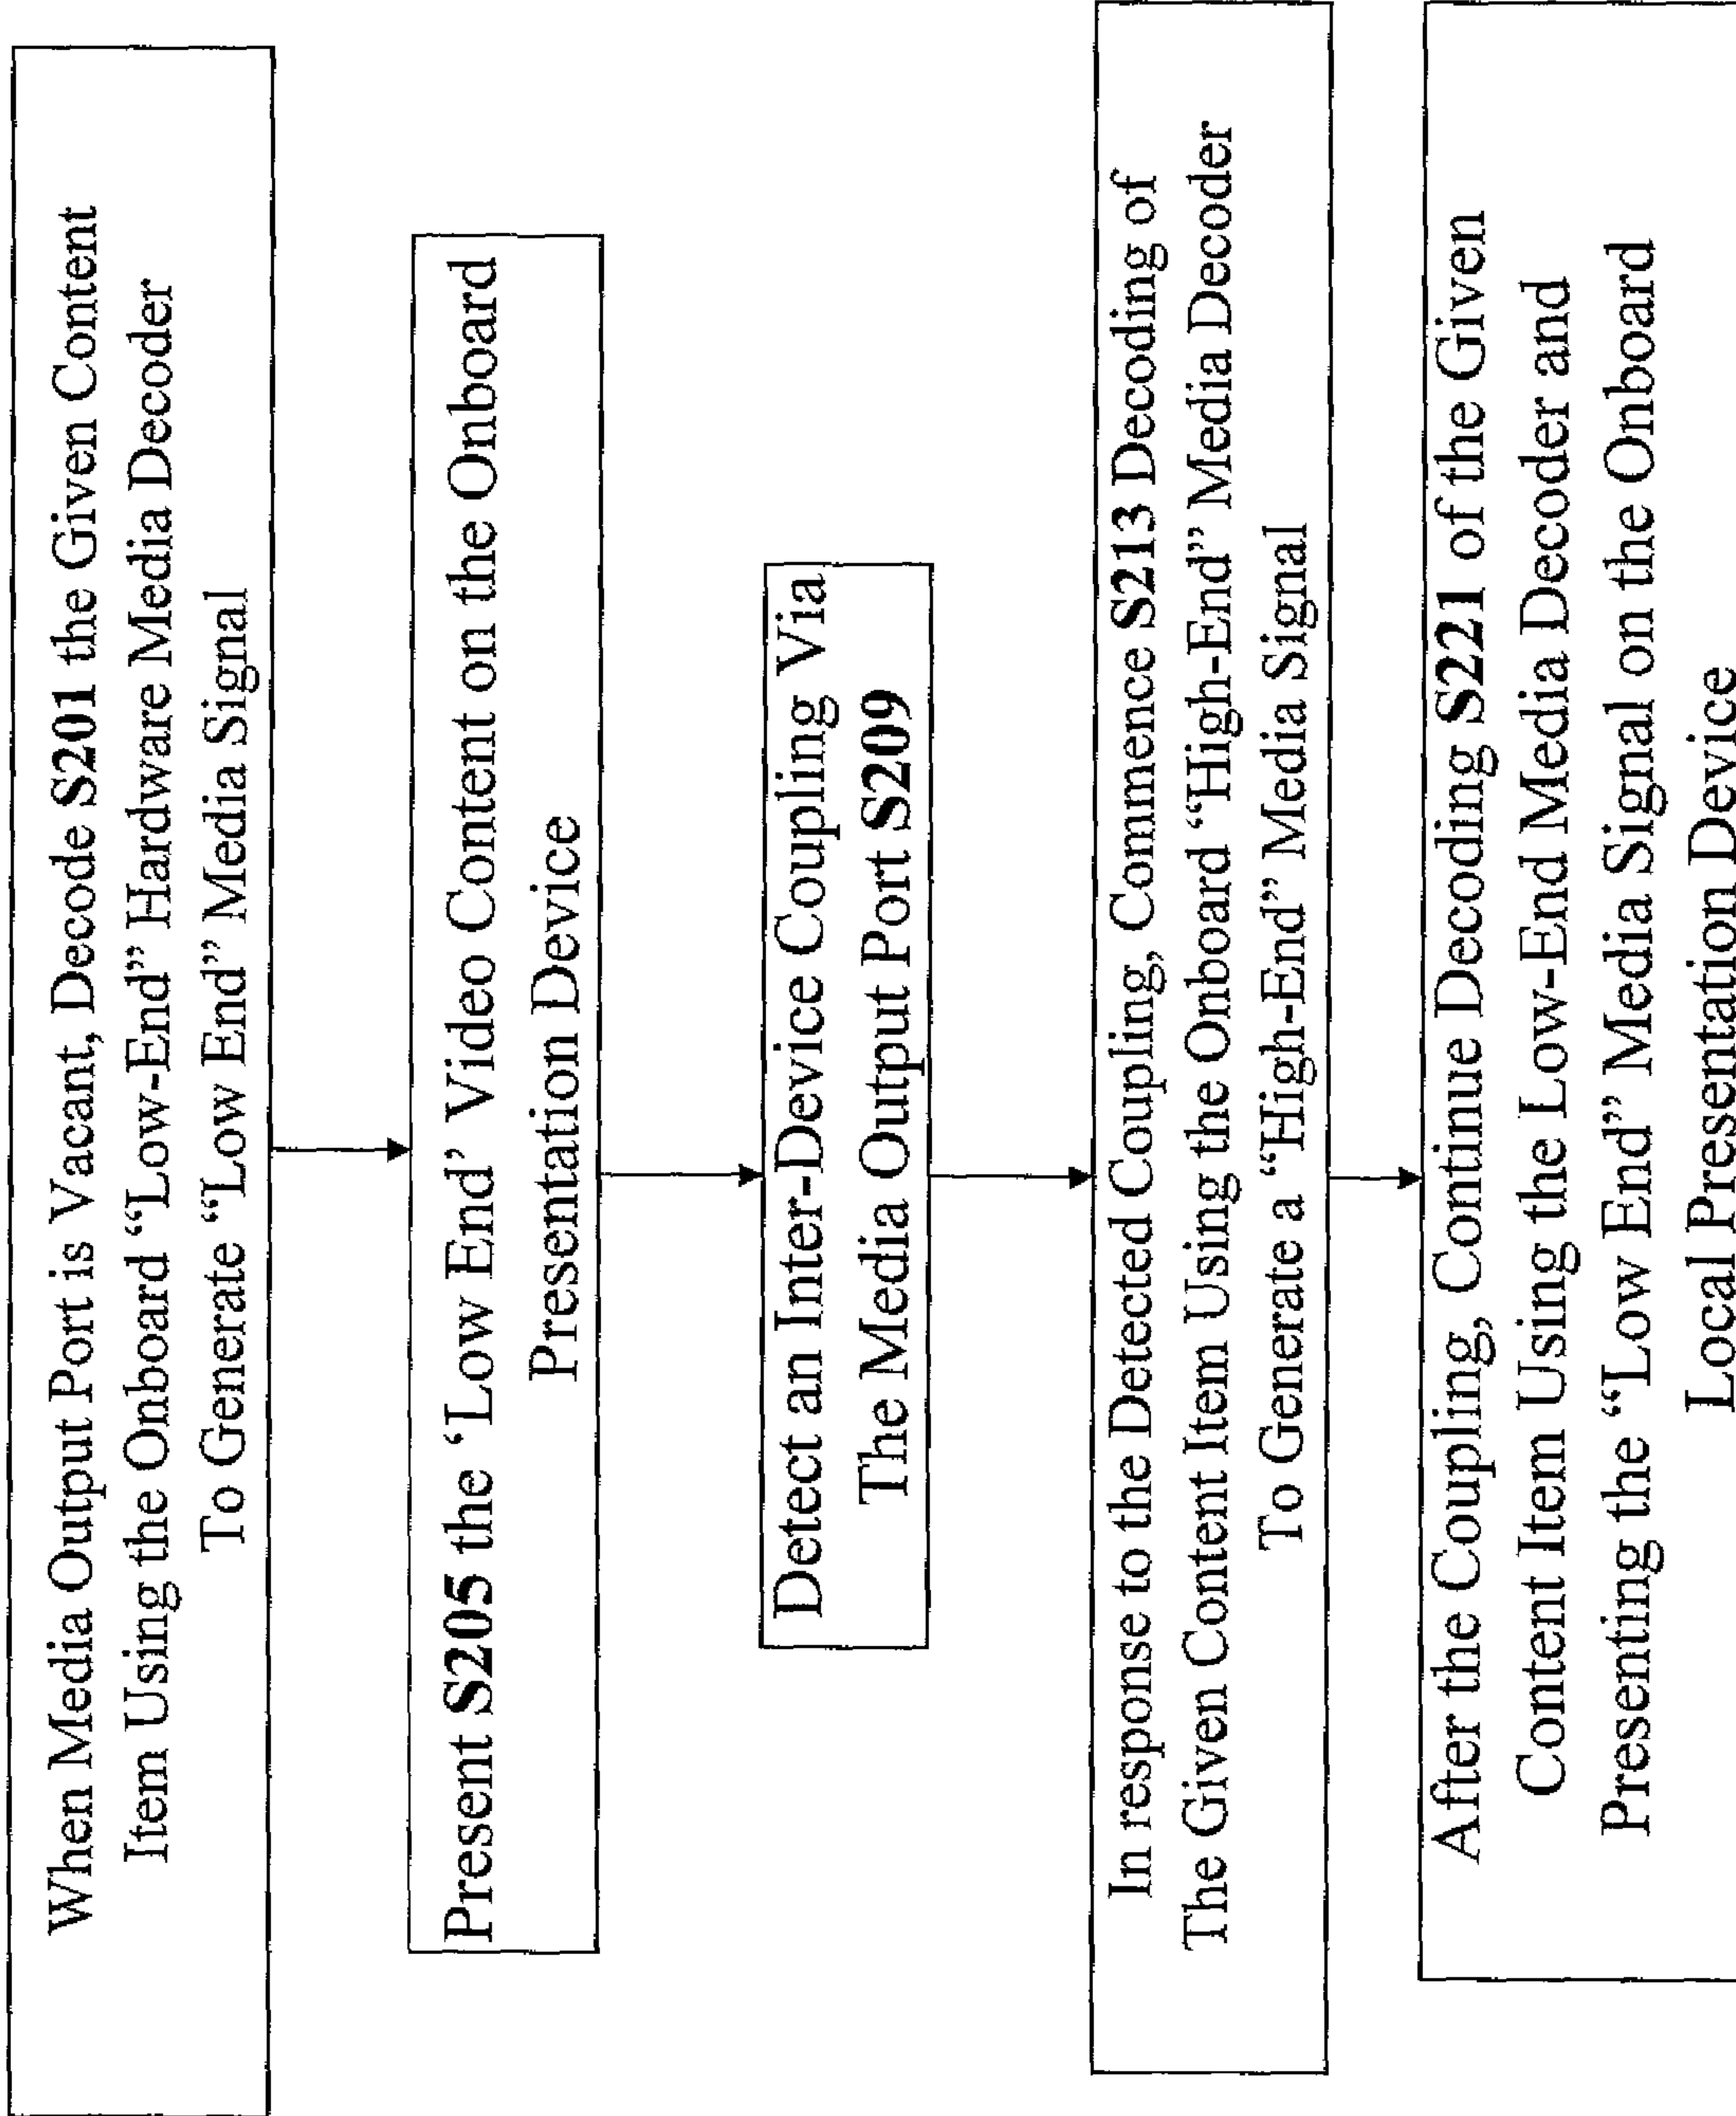 When Media Output Port is Vacant, Decode S201 the Given Content
Item Using the Onboard “Low-End” Hardware Media Decoder
To Generate “Low End” Media Signal
Present S205 the ‘Low End’ Video Content on the Onboard
Presentation Device
Detect an Inter-Device Coupling Via
The Media Output Port S209
In response to the Detected Coupling, Commence S213 Decoding of
The Given Content Item Using the Onboard “High-End” Media Decoder
To Generate a “High-End” Media Signal
After the Coupling, Continue Decoding S221 of the Given
Content Item Using the Low-End Media Decoder and
Presenting the “Low End” Media Signal on the Onboard
Local Presentation Device